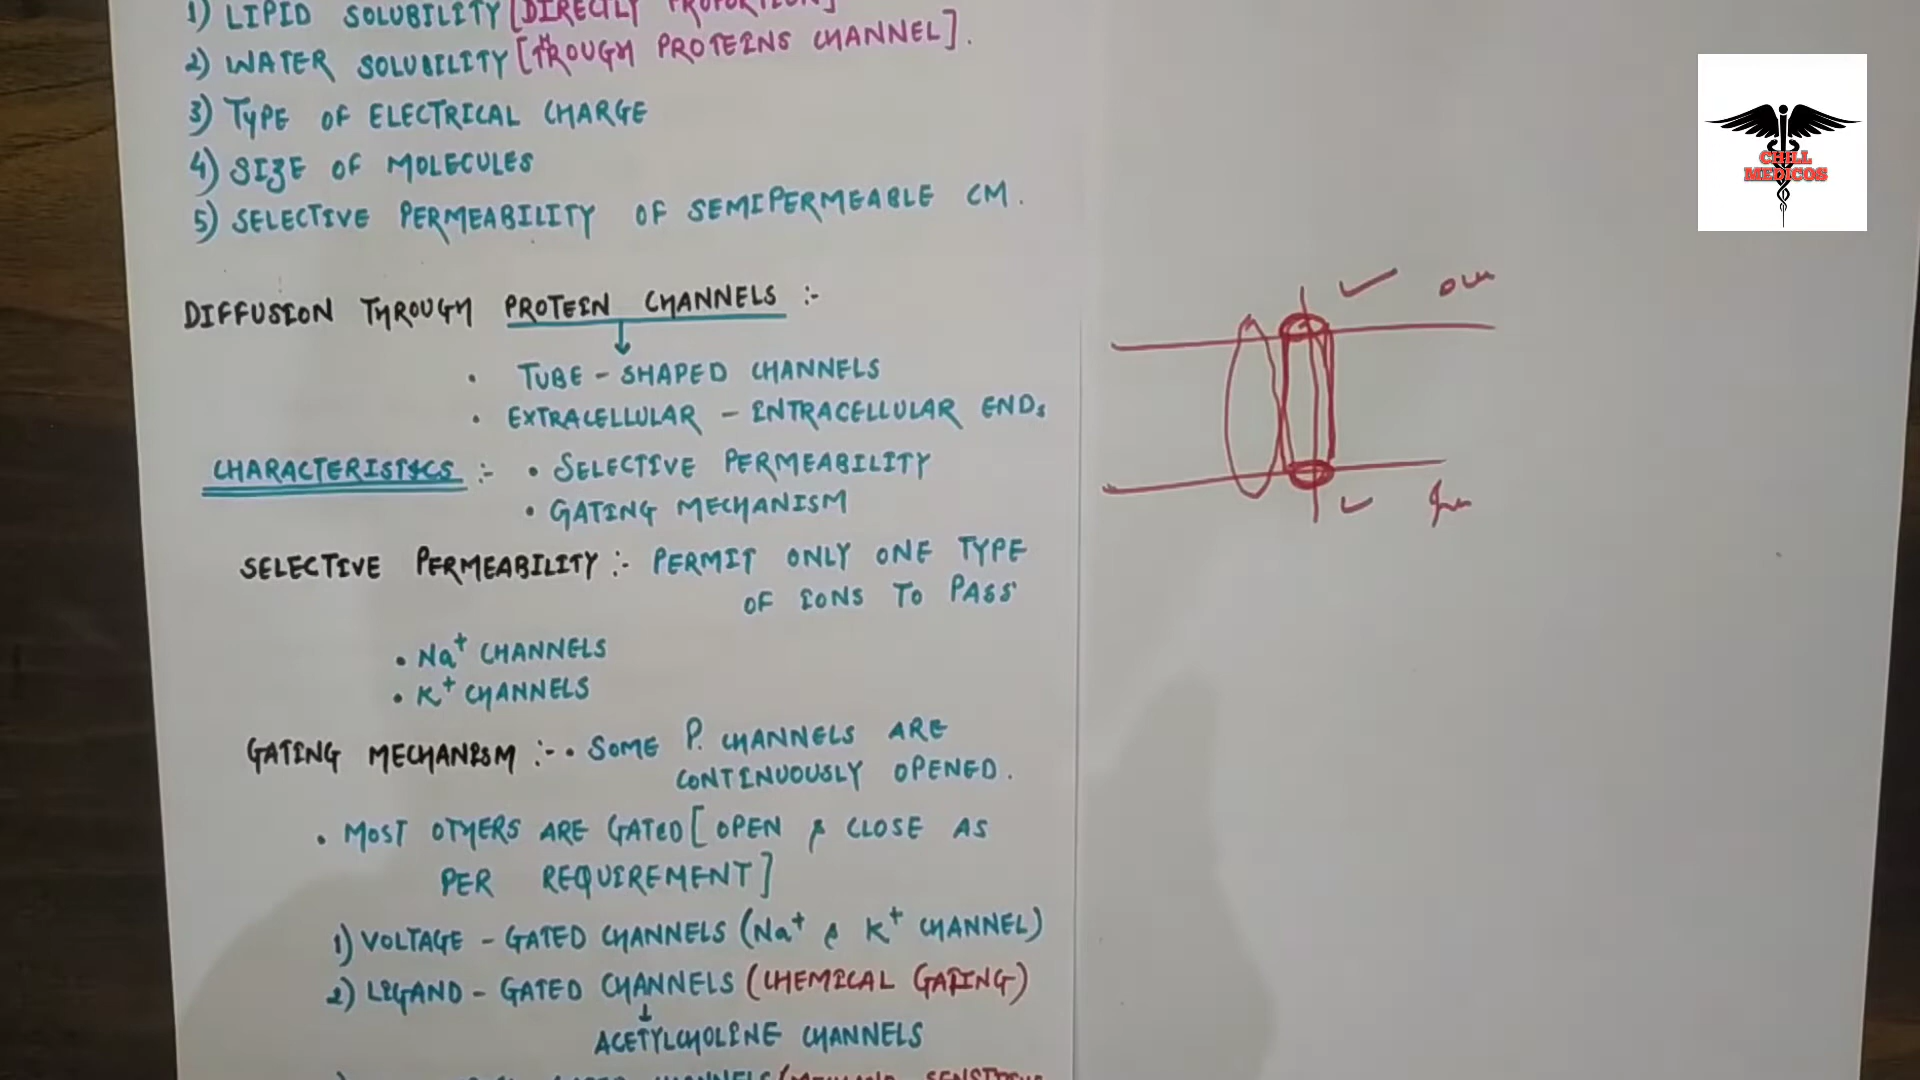 1) LIPID SOLUBILITY [DIRECTLY PROPORTION]
2) WATER SOLUBILITY [THROUGH PROTEINS CHANNEL].
3) TYPE OF ELECTRICAL CHARGE
4) SIZE OF MOLECULES
5) SELECTIVE PERMEABILITY OF SEMIPERMEABLE CM.
DIFFUSION THROUGH PROTEIN CHANNELS :-
• TUBE - SHAPED CHANNELS
• EXTRACELLULAR - INTRACELLULAR ENDS
CHARACTERISTICS :- • SELECTIVE PERMEABILITY
• GATING MECHANISM
SELECTIVE PERMEABILITY :- PERMIT ONLY ONE TYPE
OF IONS TO PASS
• Na+ CHANNELS
• K+ CHANNELS
GATING MECHANISM :- • SOME P. CHANNELS ARE
CONTINUOUSLY OPENED.
• MOST OTHERS ARE GATED [OPEN & CLOSE AS
PER REQUIREMENT]
1) VOLTAGE - GATED CHANNELS (Na+ & K+ CHANNEL)
2) LIGAND - GATED CHANNELS (CHEMICAL GATING)
↓
ACETYLCHOLINE CHANNELS
out
CHILL
MEDICOS